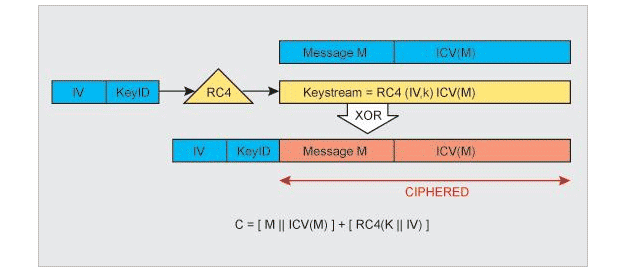 Message M ICV(M)
IV KeyID RC4 Keystream = RC4 (IV,k) ICV(M)
XOR
IV KeyID Message M ICV(M)
CIPHERED
C = [ M || ICV(M) ] + [ RC4(K || IV) ]